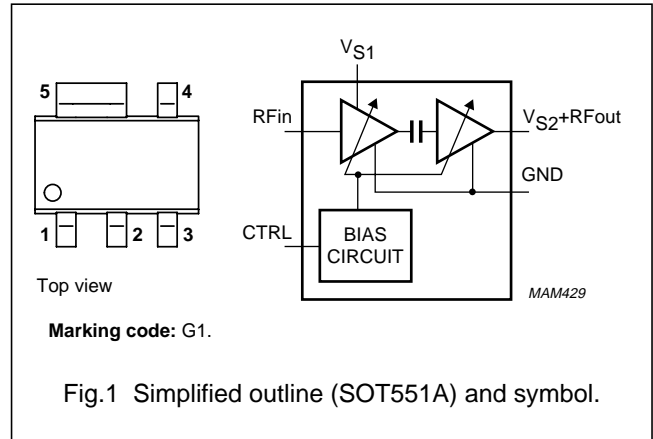 5
4
1
2
3
Top view
Marking code: G1.
VS1
RFin
VS2+RFout
GND
CTRL
BIAS
CIRCUIT
MAM429
Fig.1 Simplified outline (SOT551A) and symbol.